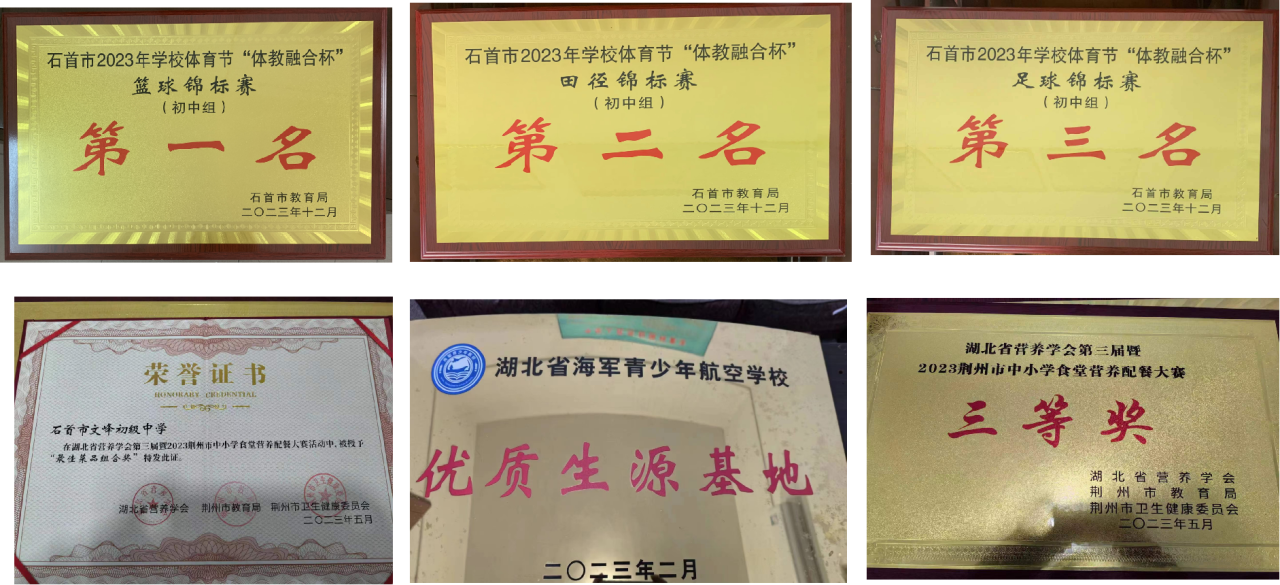 石首市2023年学校体育节“体教融合杯”
篮球锦标赛
（初中组）
第一名
石首市教育局
二〇二三年十二月
石首市2023年学校体育节“体教融合杯”
田径锦标赛
（初中组）
第二名
石首市教育局
二〇二三年十二月
石首市2023年学校体育节“体教融合杯”
足球锦标赛
（初中组）
第三名
石首市教育局
二〇二三年十二月
荣誉证书
HONORARY CREDENTIAL
石首市文峰初级中学
在湖北省营养学会第三届暨2023荆州市中小学食堂营养配餐大赛活动中，被授予
“最佳菜品组合奖”特发此证。
湖北省营养学会 荆州市教育局 荆州市卫生健康委员会
二〇二三年五月
湖北省海军青少年航空学校
优质生源基地
二〇二三年二月
湖北省营养学会第三届暨
2023荆州市中小学食堂营养配餐大赛
三等奖
湖北省营养学会
荆州市教育局
荆州市卫生健康委员会
二〇二三年五月